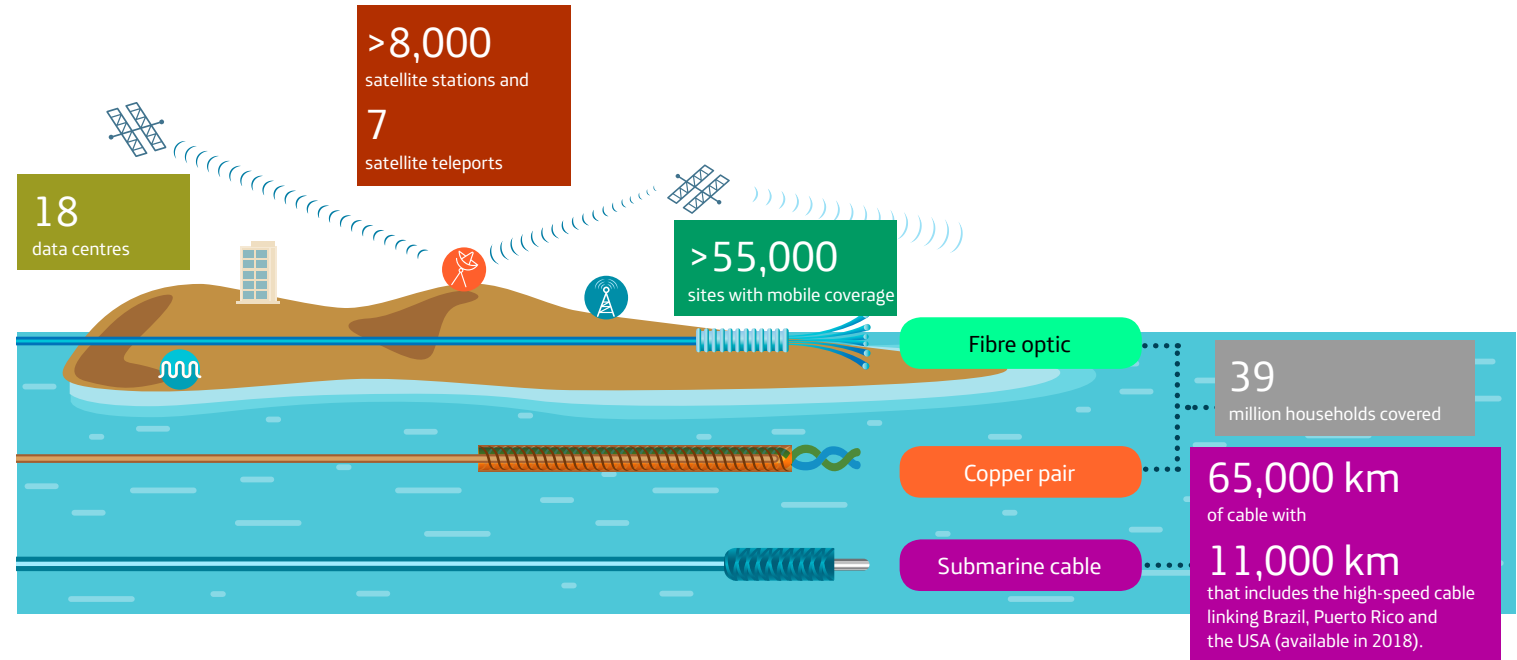 >8,000
satellite stations and
7
satellite teleports
18
data centres
>55,000
sites with mobile coverage
Fibre optic
39
million households covered
Copper pair
65,000 km
of cable with
Submarine cable
11,000 km
that includes the high-speed cable
linking Brazil, Puerto Rico and
the USA (available in 2018).